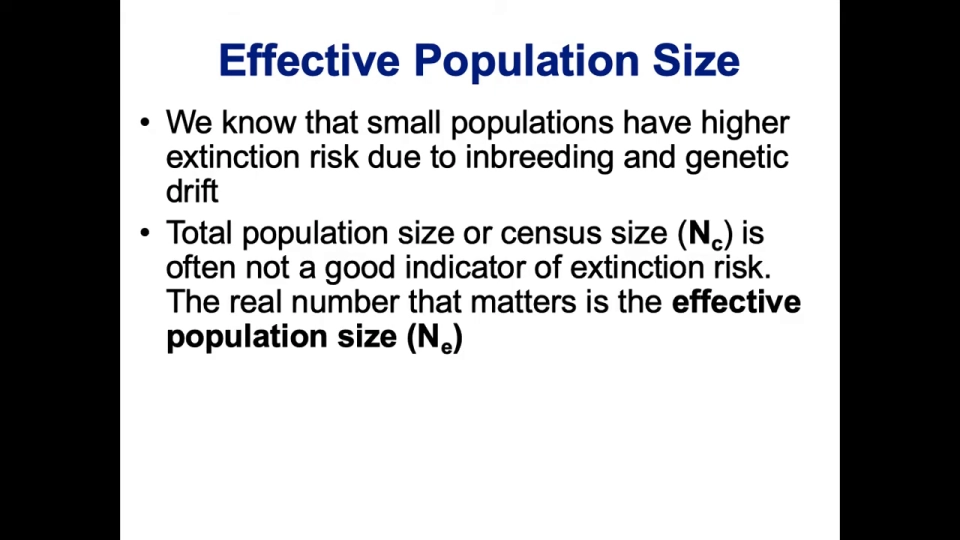 Effective Population Size
• We know that small populations have higher
extinction risk due to inbreeding and genetic
drift
• Total population size or census size (Nc) is
often not a good indicator of extinction risk.
The real number that matters is the effective
population size (Ne)